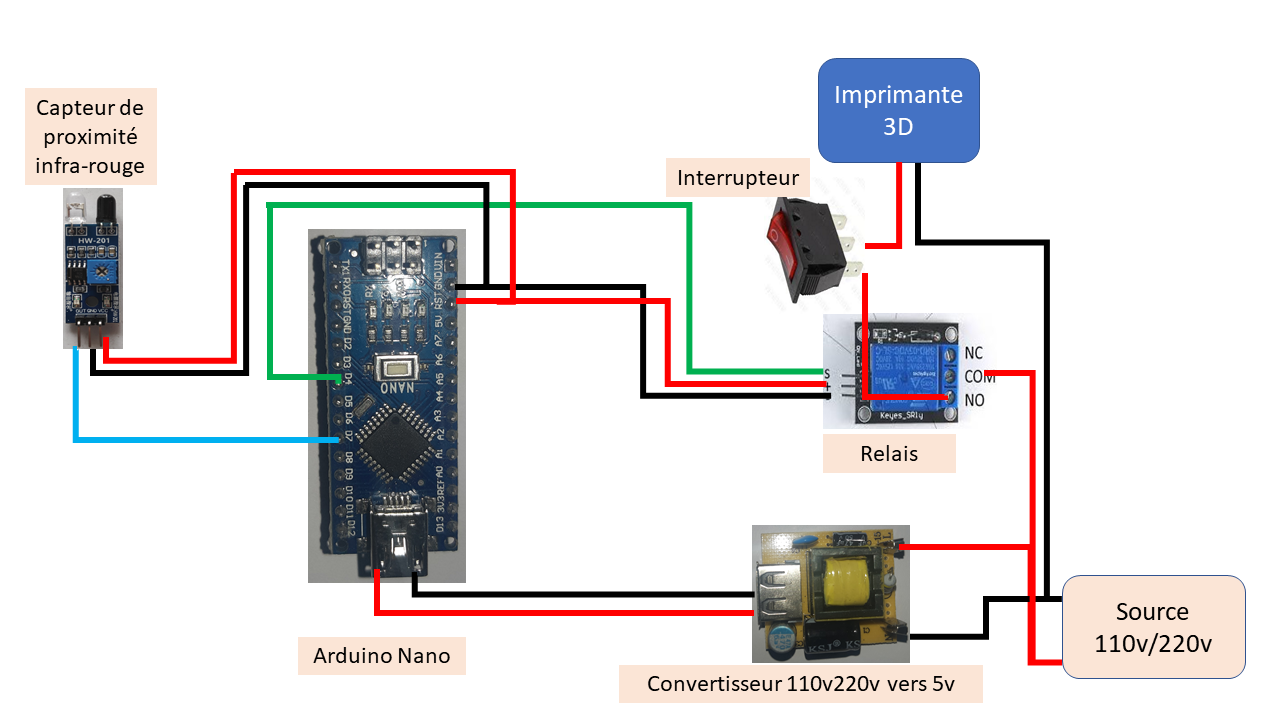 Imprimante
3D
Capteur de
proximité
infra-rouge
Interrupteur
HW-201
OUT GND VCC
TX1
RX0
RST
GND
D2
D3
D4
D5
D6
D7
D8
D9
D10
D11
D12
VIN
GND
RST
5V
A7
A6
A5
A4
A3
A2
A1
A0
REF
3V3
D13
NANO
NC
COM
NO
S
+
Keyes_SRly
Relais
KSJ KS
Source
110v/220v
Arduino Nano
Convertisseur 110v220v vers 5v